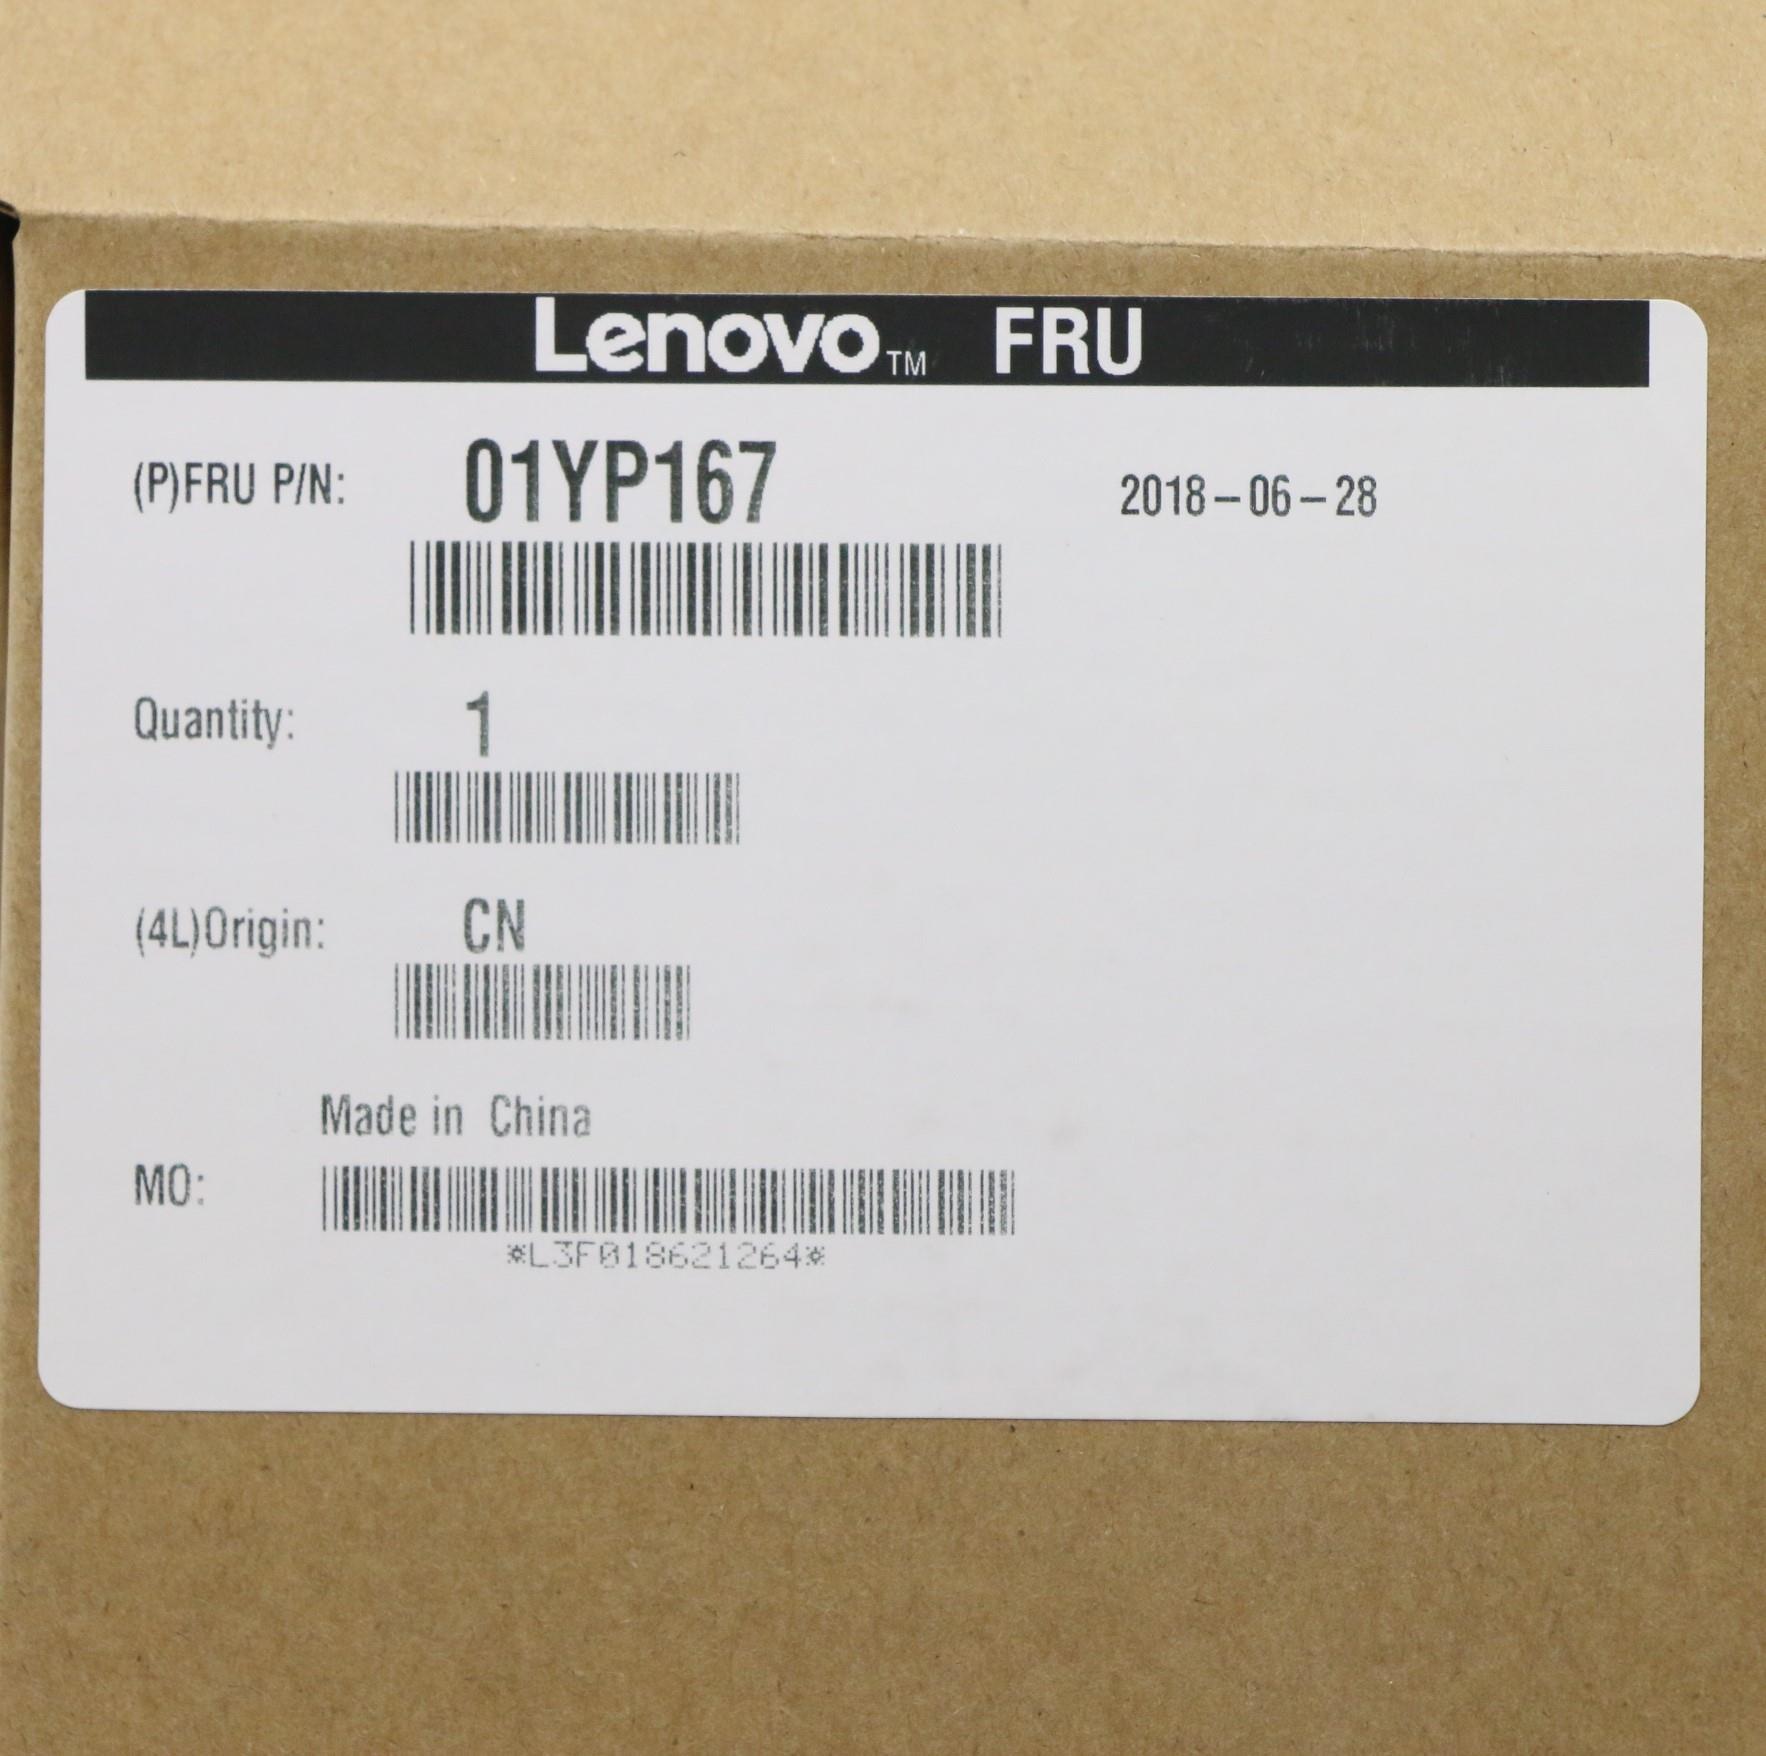 Lenovo™ FRU
(P)FRU P/N: 01YP167 2018-06-28
Quantity: 1
(4L)Origin: CN
Made in China
MO:
*L3F018621264*